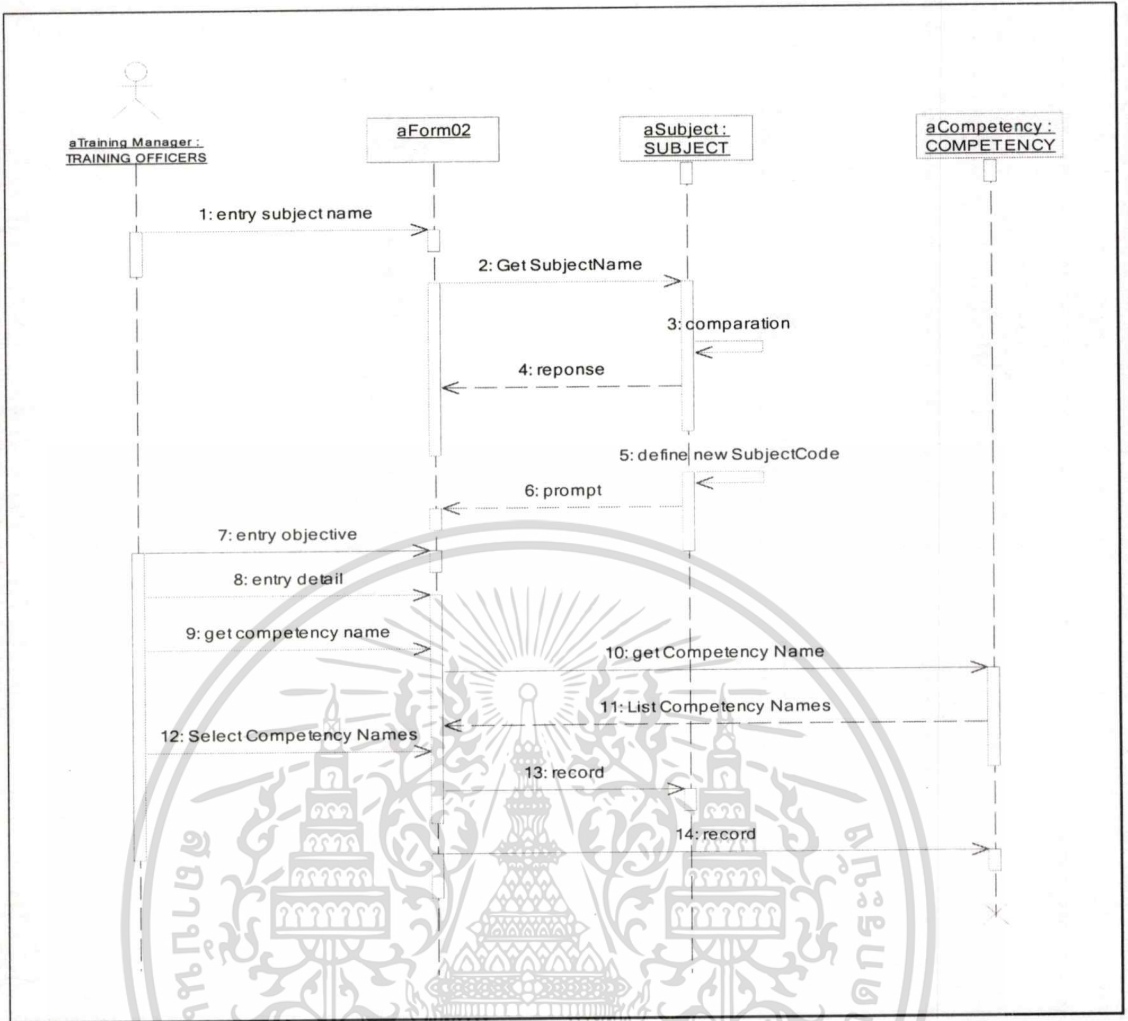 aTraining Manager :
TRAINING OFFICERS
aForm02
aSubject :
SUBJECT
aCompetency :
COMPETENCY
1: entry subject name
2: Get SubjectName
3: comparation
4: reponse
5: define new SubjectCode
6: prompt
7: entry objective
8: entry detail
9: get competency name
10: get Competency Name
11: List Competency Names
12: Select Competency Names
13: record
14: record